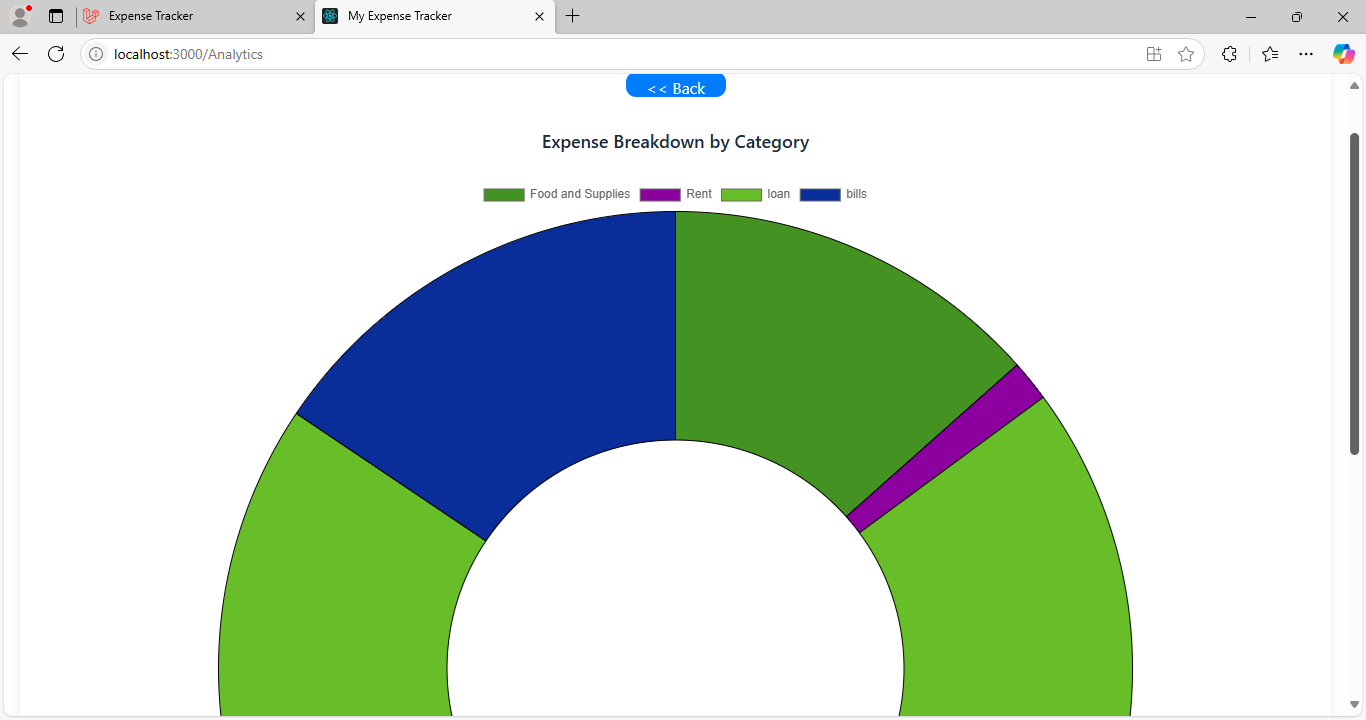 Expense Tracker
My Expense Tracker
localhost:3000/Analytics
<< Back
Expense Breakdown by Category
Food and Supplies Rent loan bills